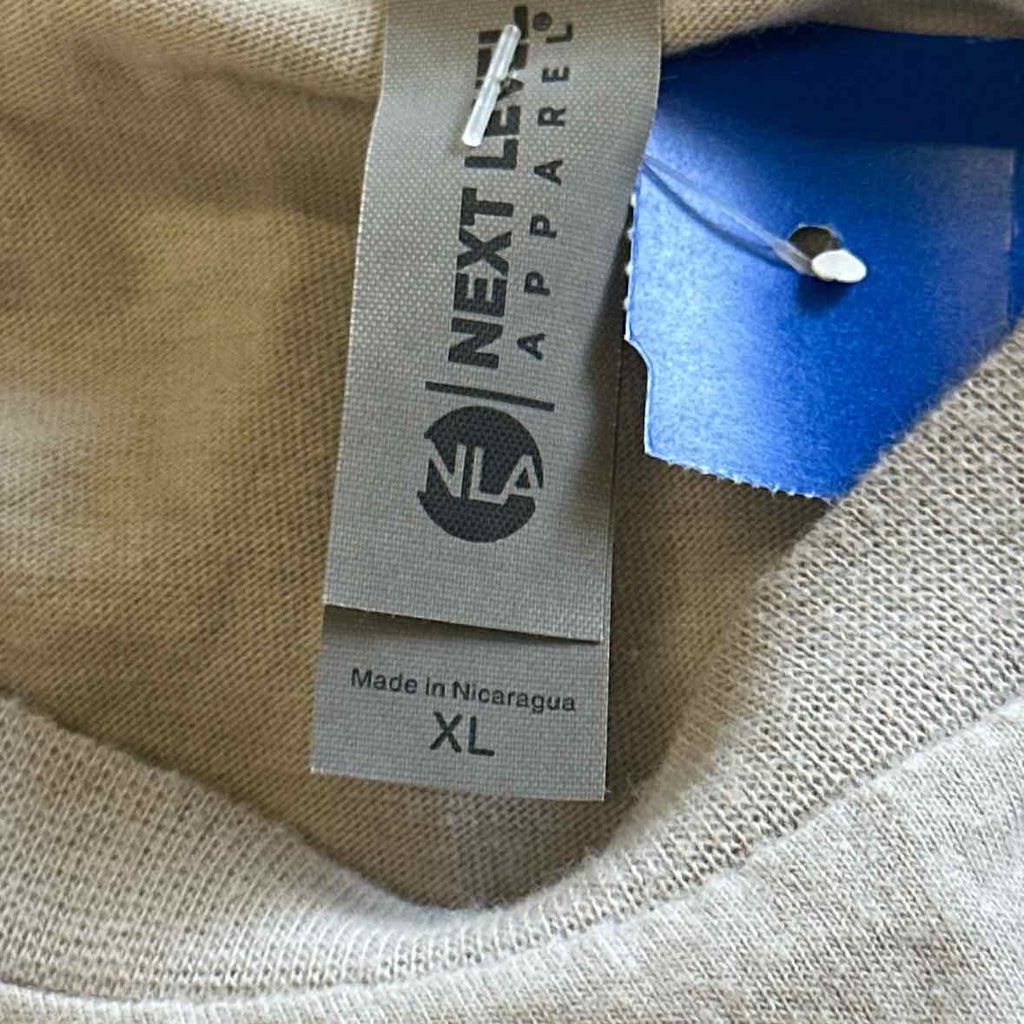 NEXT LEVEL®
APPAREL
NLA
Made in Nicaragua
XL